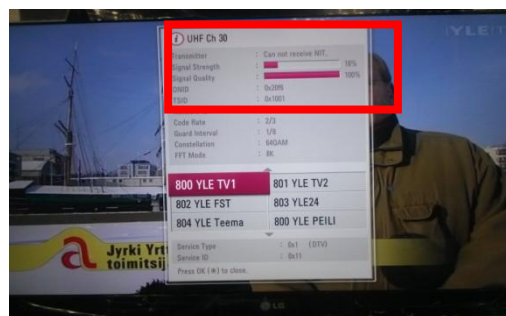 YLE
UHF Ch 30
Transmitter : Can not receive NIT.
Signal Strength : 16%
Signal Quality : 100%
ONID : 0x20f6
TSID : 0x1001
Code Rate : 2/3
Guard Interval : 1/8
Constellation : 64QAM
FFT Mode : 8K
800 YLE TV1 801 YLE TV2
802 YLE FST 803 YLE24
804 YLE Teema 800 YLE PEILI
Service Type : 0x1 (DTV)
Service ID : 0x11
Press OK (◉) to close.
Jyrki Yrt
toimitsij
LG